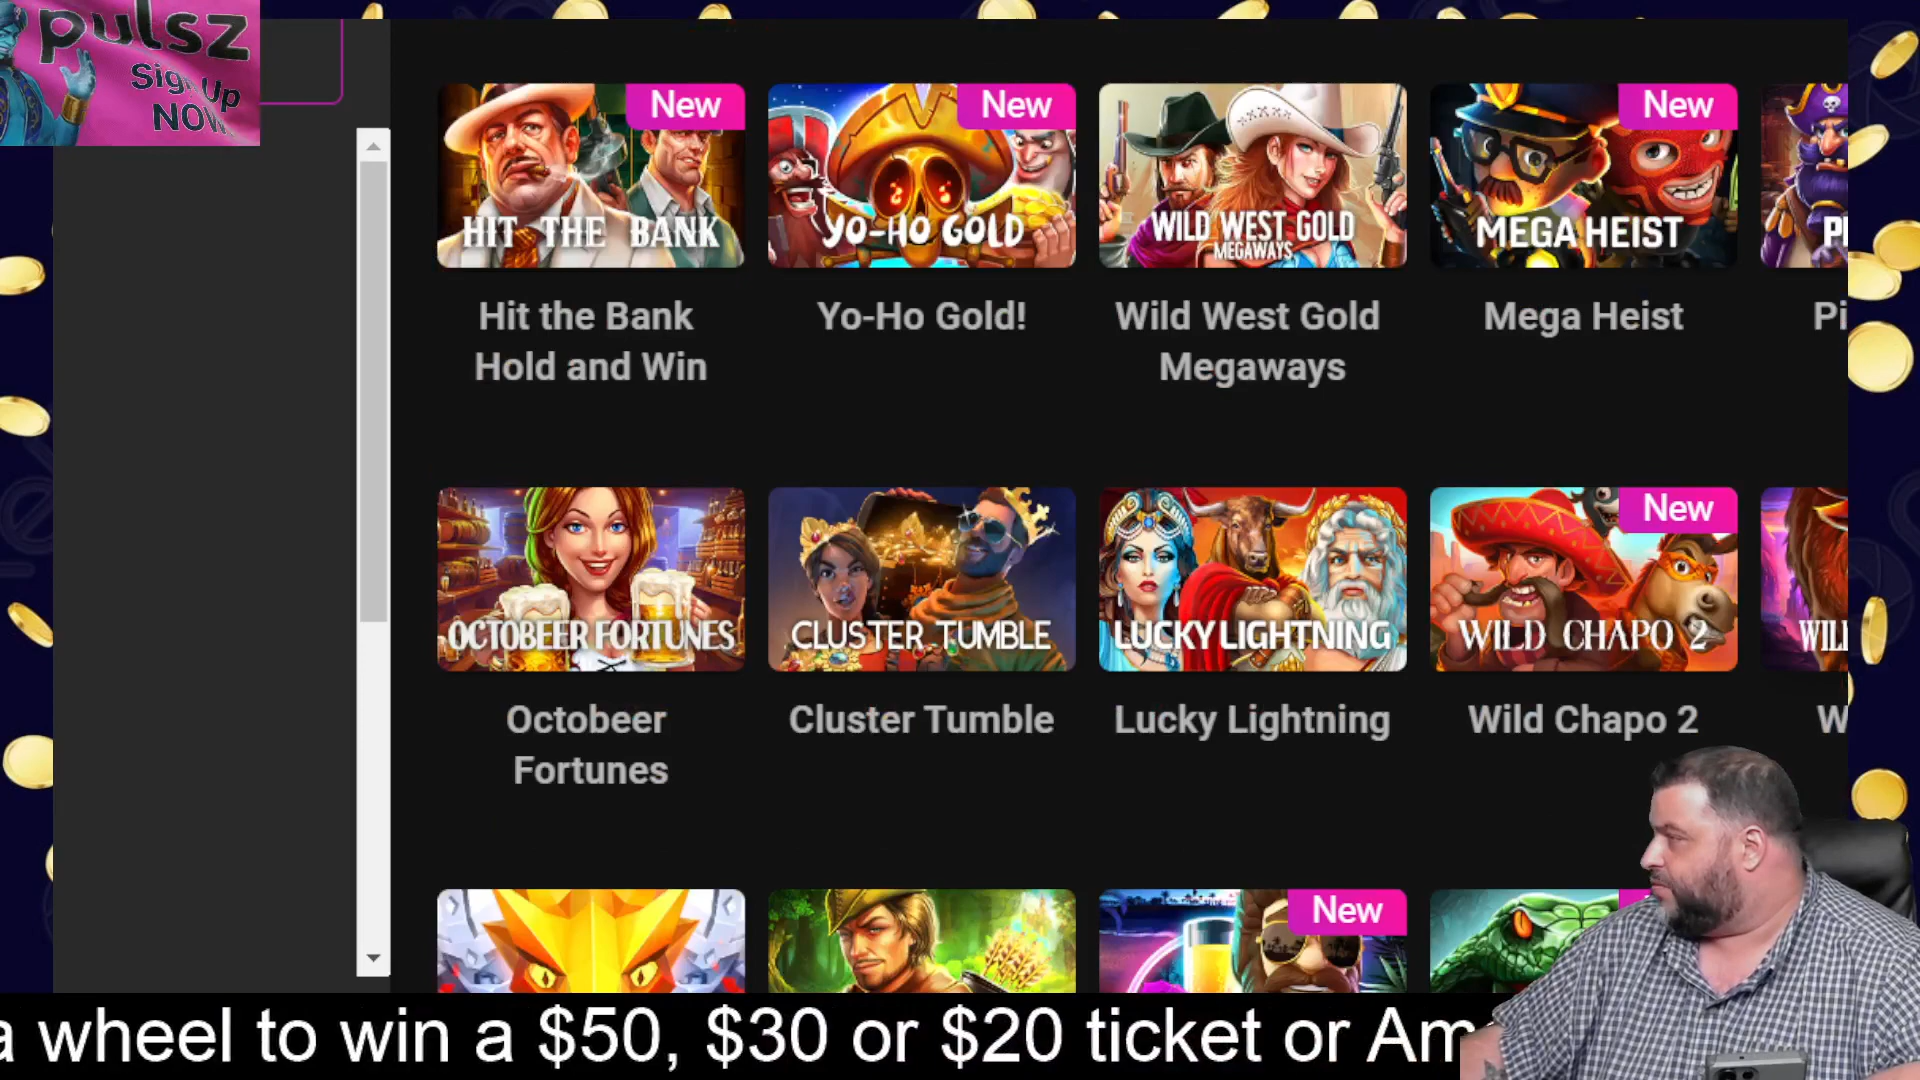 pulsz
Sign Up
NOW
New
New
New
HIT THE BANK
YO-HO GOLD
WILD WEST GOLD
MEGAWAYS
MEGA HEIST
Hit the Bank
Hold and Win
Yo-Ho Gold!
Wild West Gold
Megaways
Mega Heist
Pi
New
OCTOBEER FORTUNES
CLUSTER TUMBLE
LUCKY LIGHTNING
WILD CHAPO 2
WIL
Octobeer
Fortunes
Cluster Tumble
Lucky Lightning
Wild Chapo 2
W
New
a wheel to win a $50, $30 or $20 ticket or Am